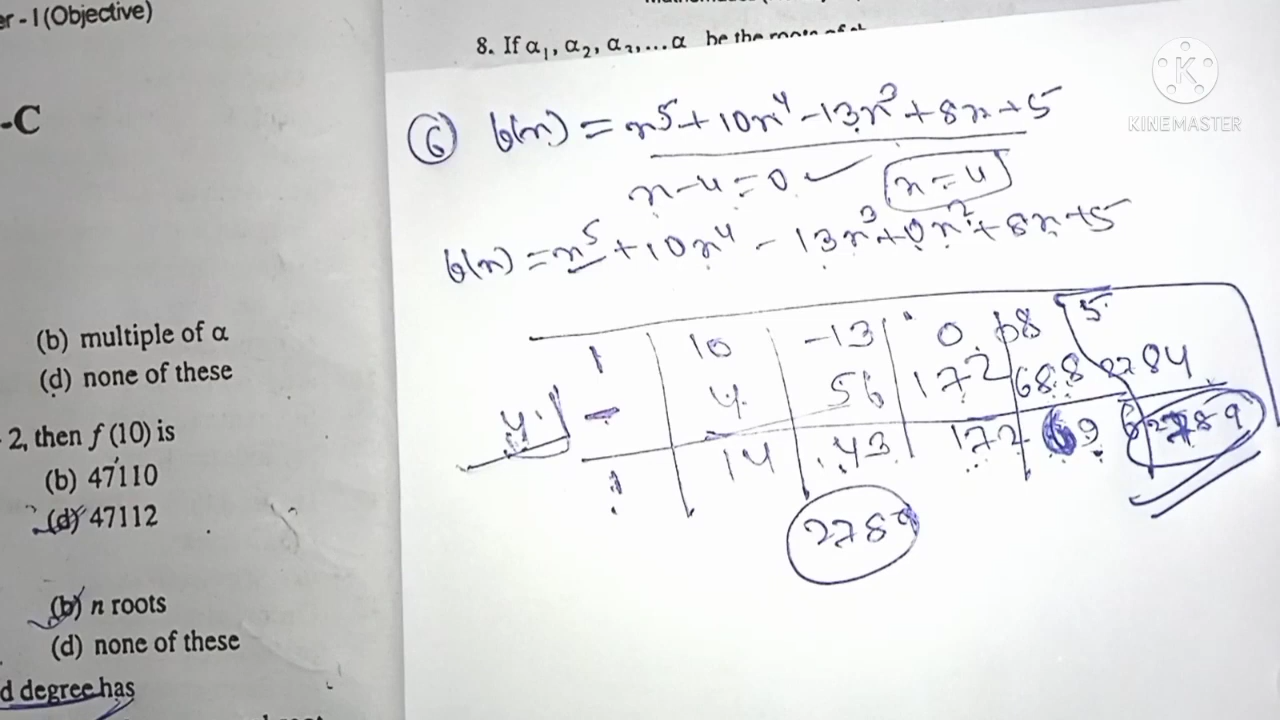 er - I (Objective)
-C
(b) multiple of α
(d) none of these
2, then f (10) is
(b) 47110
(d) 47112
(b) n roots
(d) none of these
d degree has
8. If α₁, α₂, α₃,...α be the roots of
KINEMASTER
⑥ f(x) = x⁵ + 10x⁴ - 13x³ + 8x + 5
x - 4 = 0 ✓ x = 4
f(x) = x⁵ + 10x⁴ - 13x³ + 0x² + 8x + 5
1 10 -13 0 8 5
4 - 4 56 172 688 2784
1 14 43 172 696 2789
2789